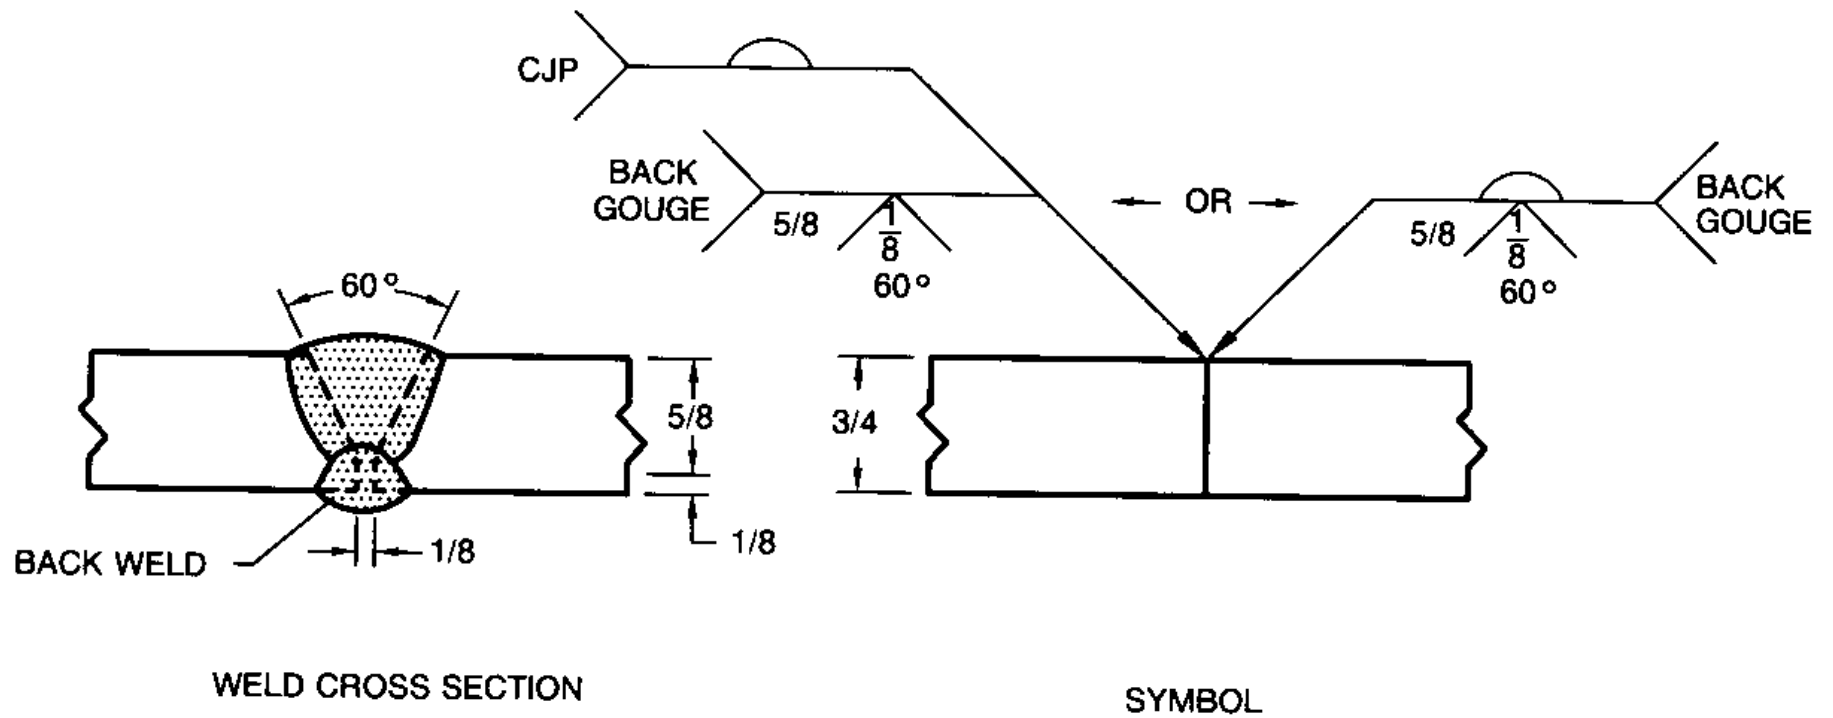 CJP
BACK
GOUGE
5/8
1
8
60°
OR
5/8
1
8
60°
BACK
GOUGE
60°
5/8
1/8
3/4
BACK WELD
1/8
WELD CROSS SECTION
SYMBOL